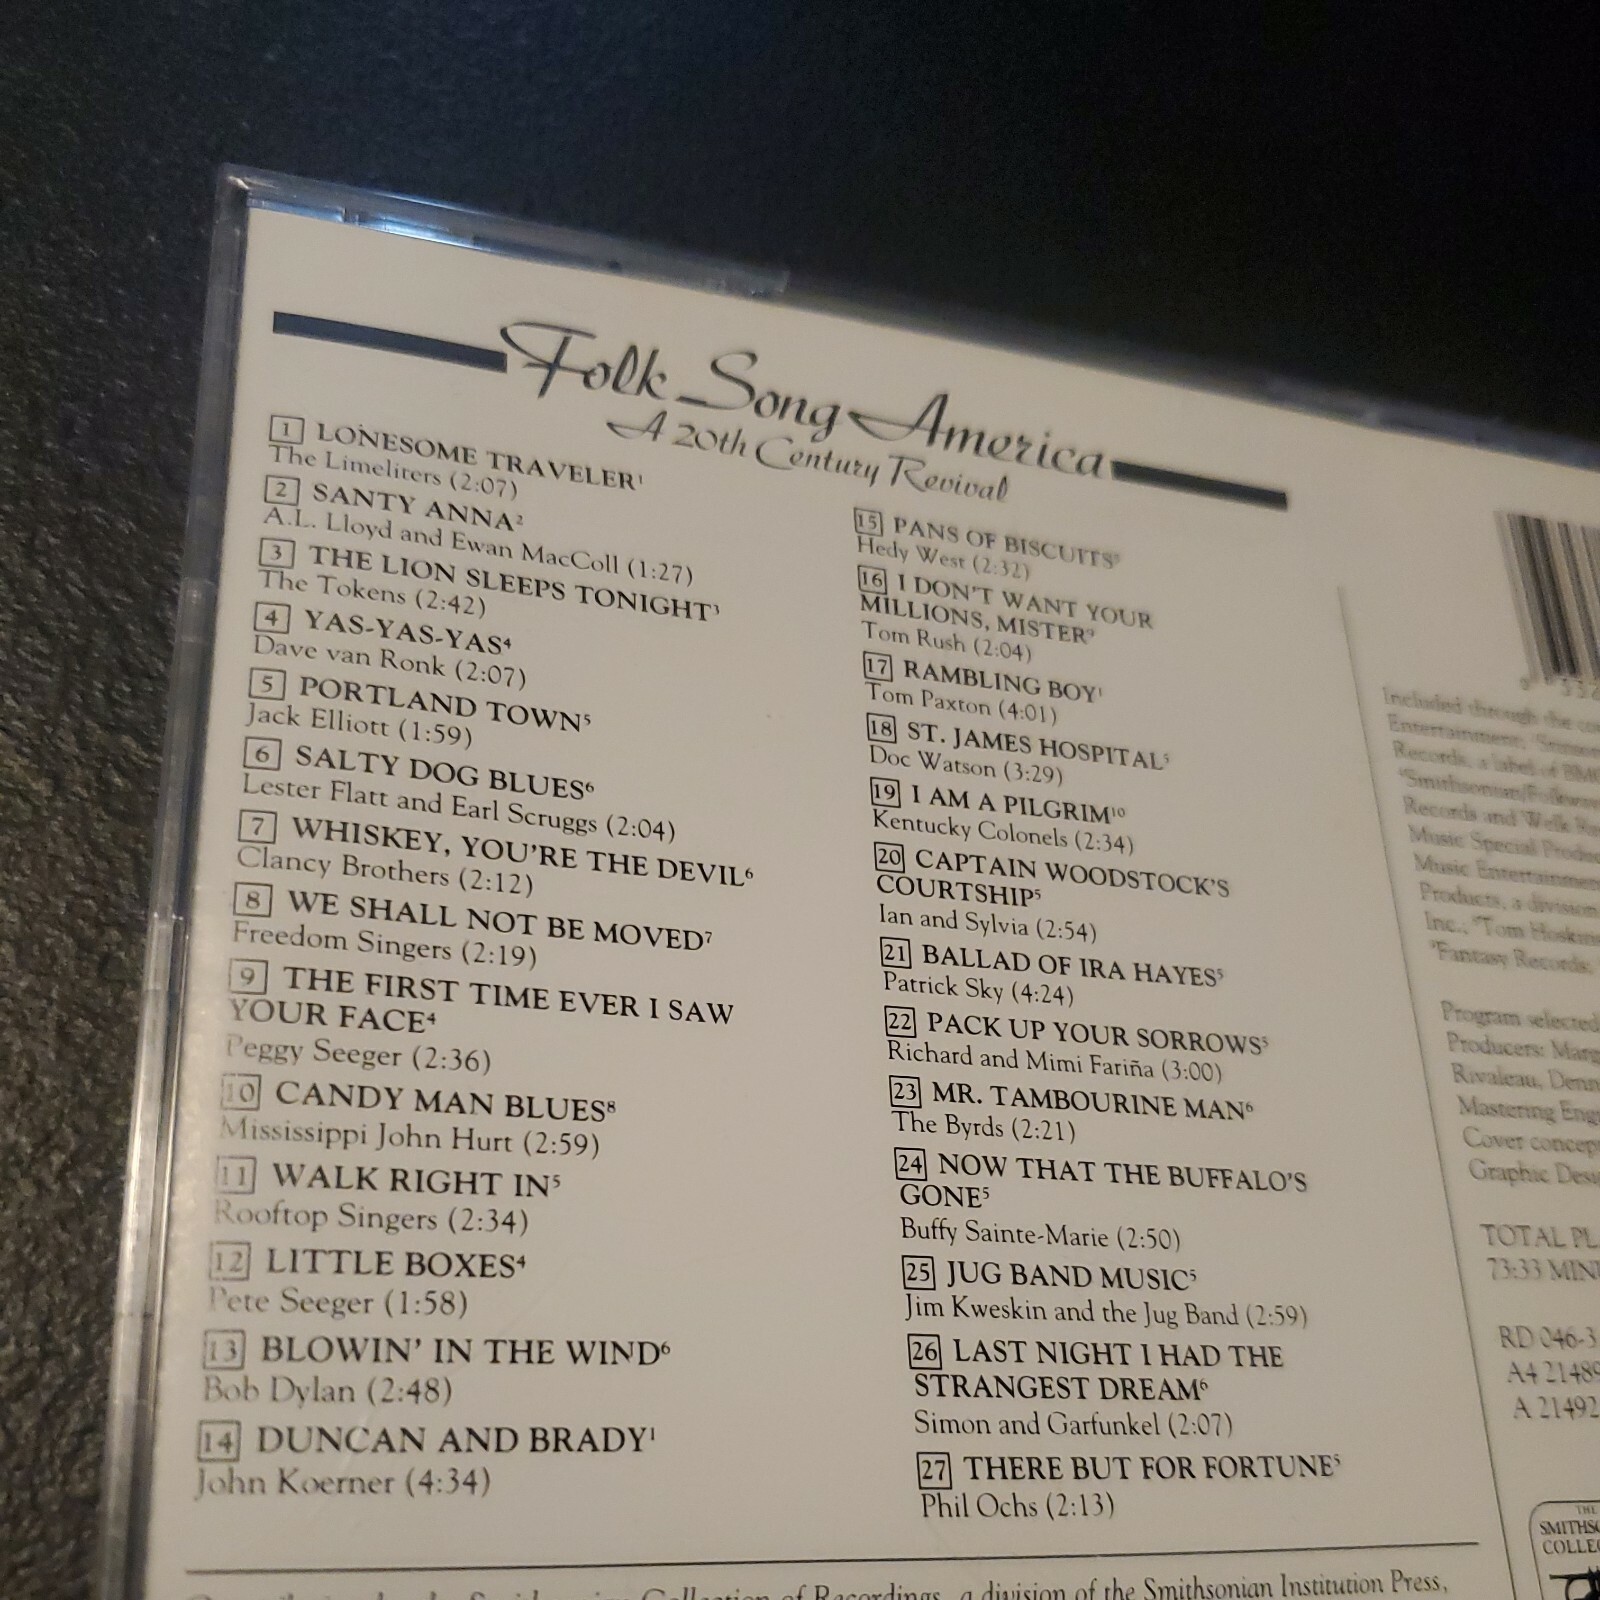 Folk Song America
A 20th Century Revival
1 LONESOME TRAVELER¹
The Limeliters (2:07)
2 SANTY ANNA²
A.L. Lloyd and Ewan MacColl (1:27)
3 THE LION SLEEPS TONIGHT³
The Tokens (2:42)
4 YAS-YAS-YAS⁴
Dave van Ronk (2:07)
5 PORTLAND TOWN⁵
Jack Elliott (1:59)
6 SALTY DOG BLUES⁶
Lester Flatt and Earl Scruggs (2:04)
7 WHISKEY, YOU'RE THE DEVIL⁶
Clancy Brothers (2:12)
8 WE SHALL NOT BE MOVED⁷
Freedom Singers (2:19)
9 THE FIRST TIME EVER I SAW
YOUR FACE⁴
Peggy Seeger (2:36)
10 CANDY MAN BLUES⁸
Mississippi John Hurt (2:59)
11 WALK RIGHT IN⁵
Rooftop Singers (2:34)
12 LITTLE BOXES⁴
Pete Seeger (1:58)
13 BLOWIN' IN THE WIND⁶
Bob Dylan (2:48)
14 DUNCAN AND BRADY¹
John Koerner (4:34)
15 PANS OF BISCUITS⁵
Hedy West (2:32)
16 I DON'T WANT YOUR
MILLIONS, MISTER⁹
Tom Rush (2:04)
17 RAMBLING BOY¹
Tom Paxton (4:01)
18 ST. JAMES HOSPITAL⁵
Doc Watson (3:29)
19 I AM A PILGRIM¹⁰
Kentucky Colonels (2:34)
20 CAPTAIN WOODSTOCK'S
COURTSHIP⁵
Ian and Sylvia (2:54)
21 BALLAD OF IRA HAYES⁵
Patrick Sky (4:24)
22 PACK UP YOUR SORROWS⁵
Richard and Mimi Fariña (3:00)
23 MR. TAMBOURINE MAN⁶
The Byrds (2:21)
24 NOW THAT THE BUFFALO'S
GONE⁵
Buffy Sainte-Marie (2:50)
25 JUG BAND MUSIC⁵
Jim Kweskin and the Jug Band (2:59)
26 LAST NIGHT I HAD THE
STRANGEST DREAM⁶
Simon and Garfunkel (2:07)
27 THERE BUT FOR FORTUNE⁵
Phil Ochs (2:13)
Included through the
Entertainment;
Records, a label of BMG
Records and Welk
Music Special
Music Entertainment
Products, a division
Inc.; ⁹Tom Hoskins
Fantasy Records.
Program selected
Producers:
Rivaleau,
Mastering
Cover
Graphic
TOTAL
73:33
RD 046-3
A4 2148
A 21492
THE
Collection of Recordings, a division of the Smithsonian Institution Press,